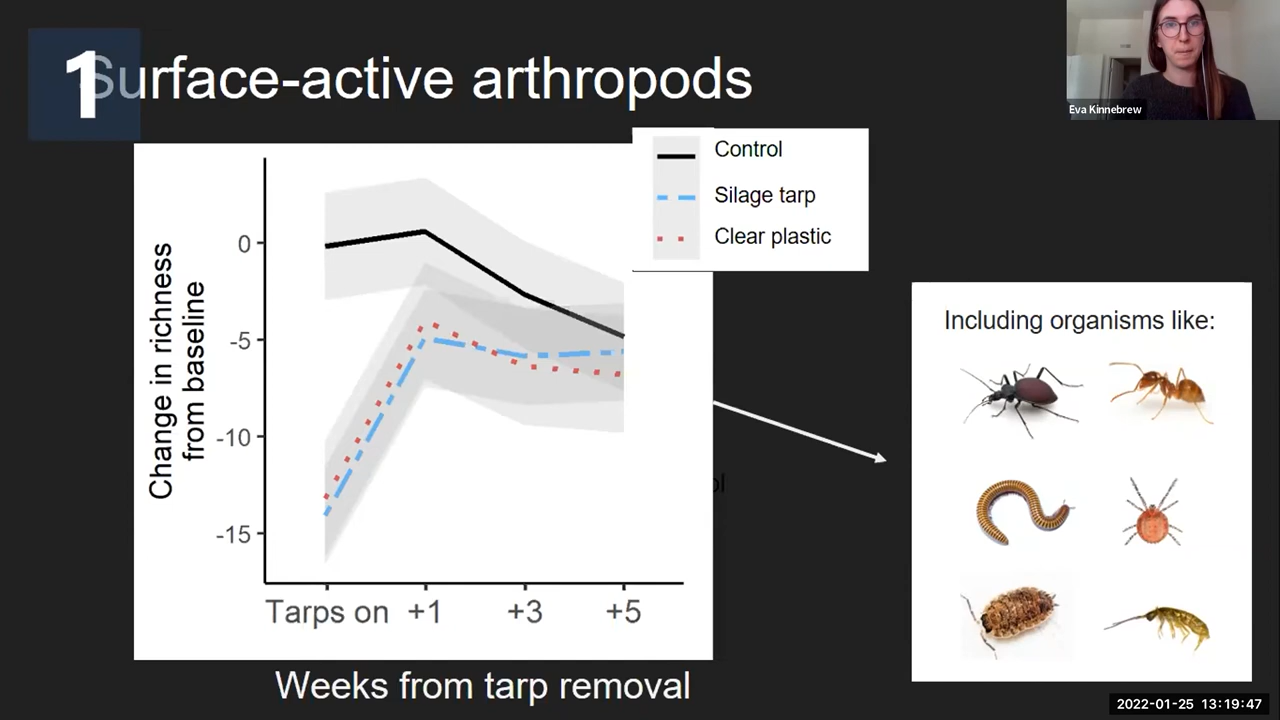 1
Surface-active arthropods
Eva Kinnebrew
Control
Silage tarp
Clear plastic
Change in richness
from baseline
0
-5
-10
-15
Tarps on +1 +3 +5
Weeks from tarp removal
Including organisms like:
2022-01-25 13:19:47